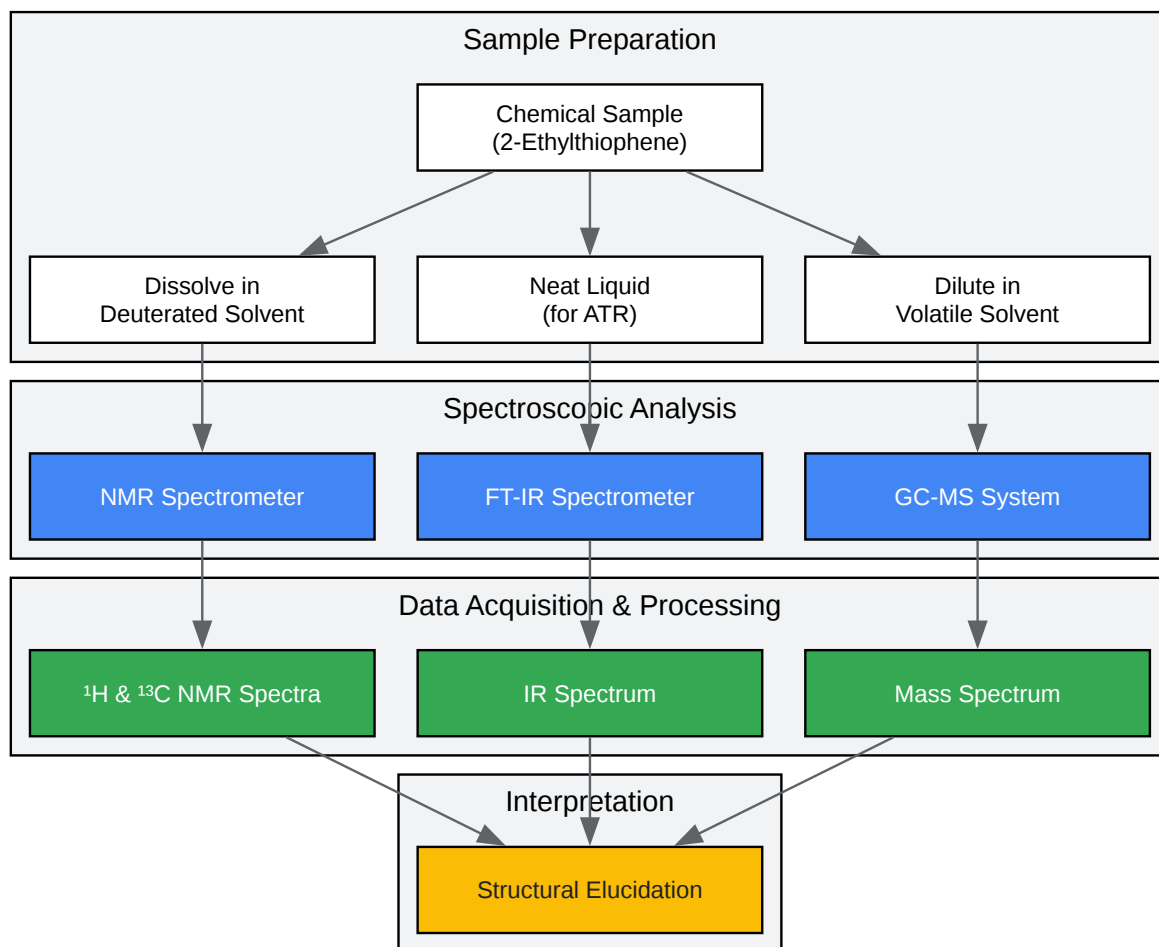 Sample Preparation
Chemical Sample
(2-Ethylthiophene)
Dissolve in
Deuterated Solvent
Neat Liquid
(for ATR)
Dilute in
Volatile Solvent
Spectroscopic Analysis
NMR Spectrometer
FT-IR Spectrometer
GC-MS System
Data Acquisition & Processing
¹H & ¹³C NMR Spectra
IR Spectrum
Mass Spectrum
Interpretation
Structural Elucidation